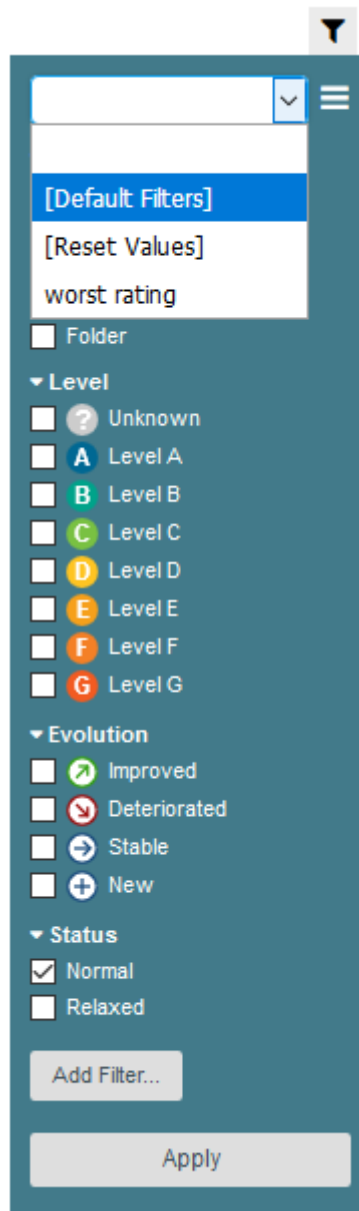 [Default Filters]
[Reset Values]
worst rating
Folder
Level
? Unknown
A Level A
B Level B
C Level C
D Level D
E Level E
F Level F
G Level G
Evolution
Improved
Deteriorated
Stable
New
Status
Normal
Relaxed
Add Filter...
Apply